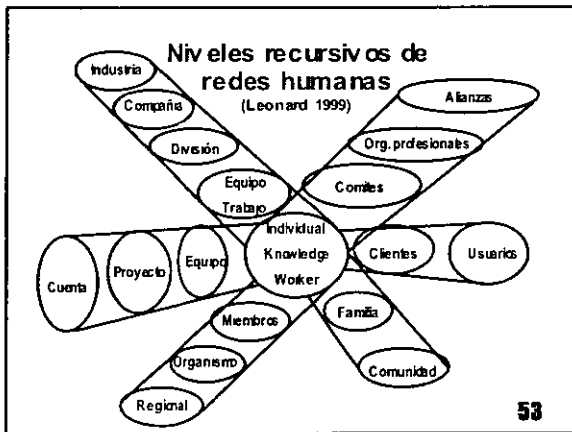 Niveles recursivos de
redes humanas
(Leonard 1999)
Industria
Compañia
División
Equipo
Trabajo
Alianzas
Org. profesionales
Comites
Individual
Knowledge
Worker
Clientes
Usuarios
Cuenta
Proyecto
Equipo
Miembros
Organismo
Regional
Familia
Comunidad
53